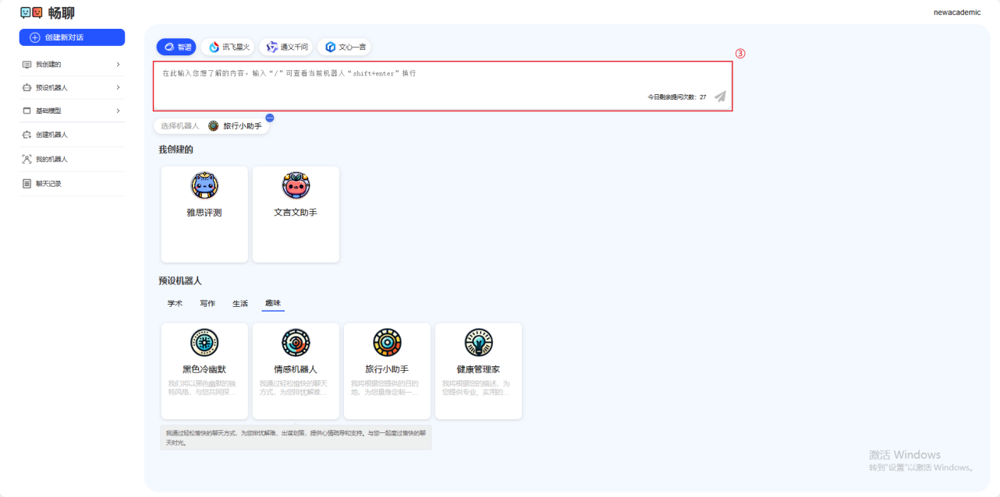 畅聊
newacademic
创建新对话
我创建的
预设机器人
基础模型
创建机器人
我的机器人
聊天记录
智谱 讯飞星火 通义千问 文心一言
③
在此输入您想了解的内容，输入“/”可查看当前机器人“shift+enter”换行
今日剩余提问次数：27
选择机器人 旅行小助手
我创建的
雅思评测 文言文助手
预设机器人
学术 写作 生活 趣味
黑色冷幽默 情感机器人 旅行小助手 健康管理家
我们将以黑色幽默的独 我通过轻松愉快的聊天 我将根据您提供的目的 我将根据您的描述，为
特风格，与您共同探... 方式，为您排忧解难... 地，为您量身定制一... 您提供专业、实用的...
我通过轻松愉快的聊天方式，为您排忧解难、出谋划策，提供心情疏导和支持。与您一起度过愉快的聊
天时光。
激活 Windows
转到“设置”以激活 Windows。